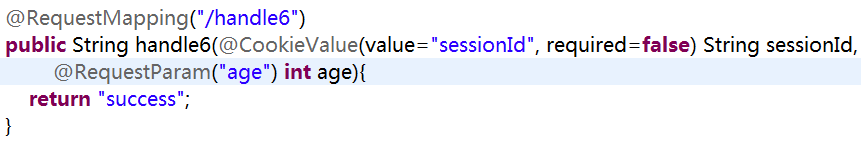 @RequestMapping("/handle6")
public String handle6(@CookieValue(value="sessionId", required=false) String sessionId,
@RequestParam("age") int age){
return "success";
}